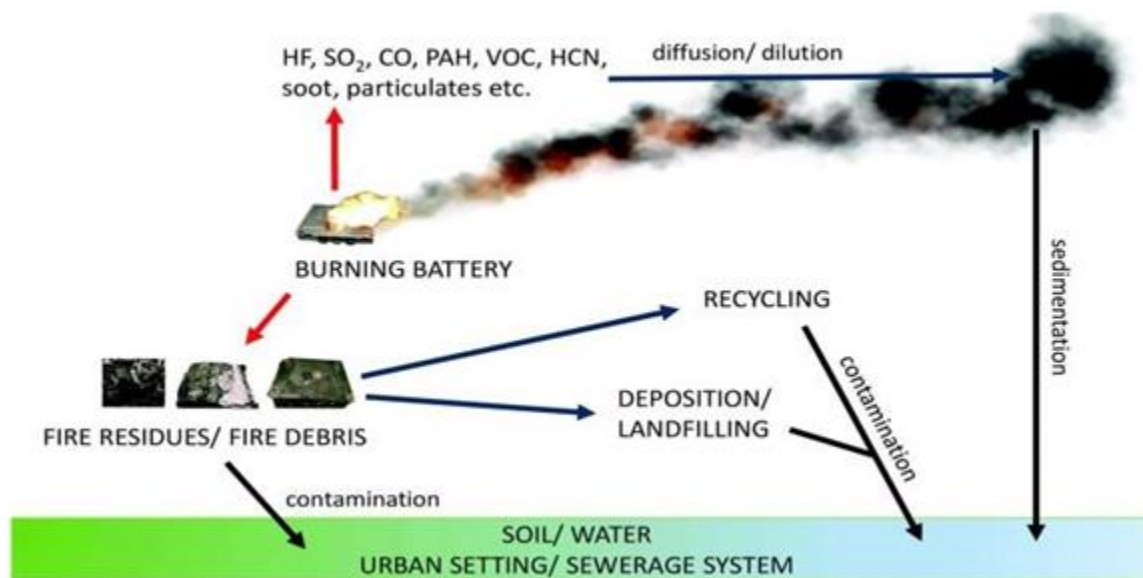 HF, SO₂, CO, PAH, VOC, HCN,
soot, particulates etc.
diffusion/ dilution
BURNING BATTERY
sedimentation
RECYCLING
contamination
DEPOSITION/
LANDFILLING
FIRE RESIDUES/ FIRE DEBRIS
contamination
SOIL/ WATER
URBAN SETTING/ SEWERAGE SYSTEM